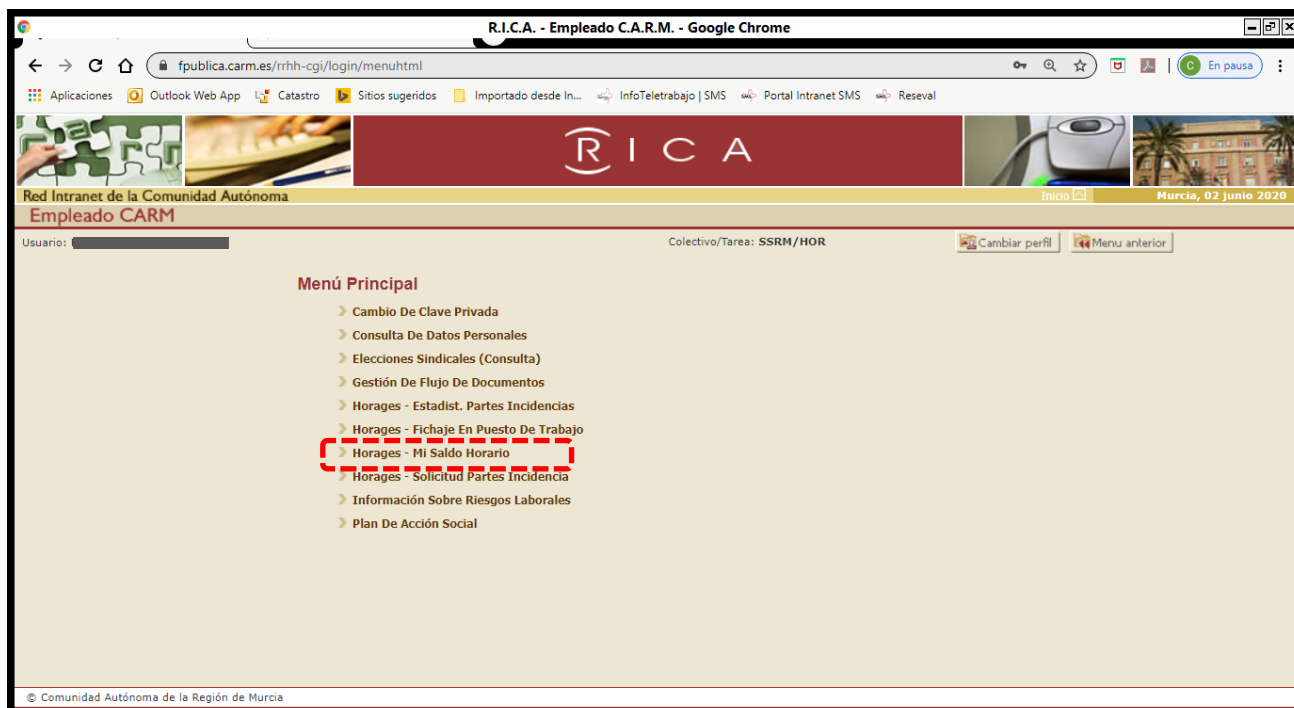 R.I.C.A. - Empleado C.A.R.M. - Google Chrome
fpublica.carm.es/rrhh-cgi/login/menuhtml
C En pausa
Aplicaciones Outlook Web App Catastro Sitios sugeridos Importado desde In... InfoTeletrabajo | SMS Portal Intranet SMS Reseval
RICA
Red Intranet de la Comunidad Autónoma Inicio Murcia, 02 junio 2020
Empleado CARM
Usuario: Colectivo/Tarea: SSRM/HOR Cambiar perfil Menu anterior
Menú Principal
Cambio De Clave Privada
Consulta De Datos Personales
Elecciones Sindicales (Consulta)
Gestión De Flujo De Documentos
Horages - Estadist. Partes Incidencias
Horages - Fichaje En Puesto De Trabajo
Horages - Mi Saldo Horario
Horages - Solicitud Partes Incidencia
Información Sobre Riesgos Laborales
Plan De Acción Social
© Comunidad Autónoma de la Región de Murcia